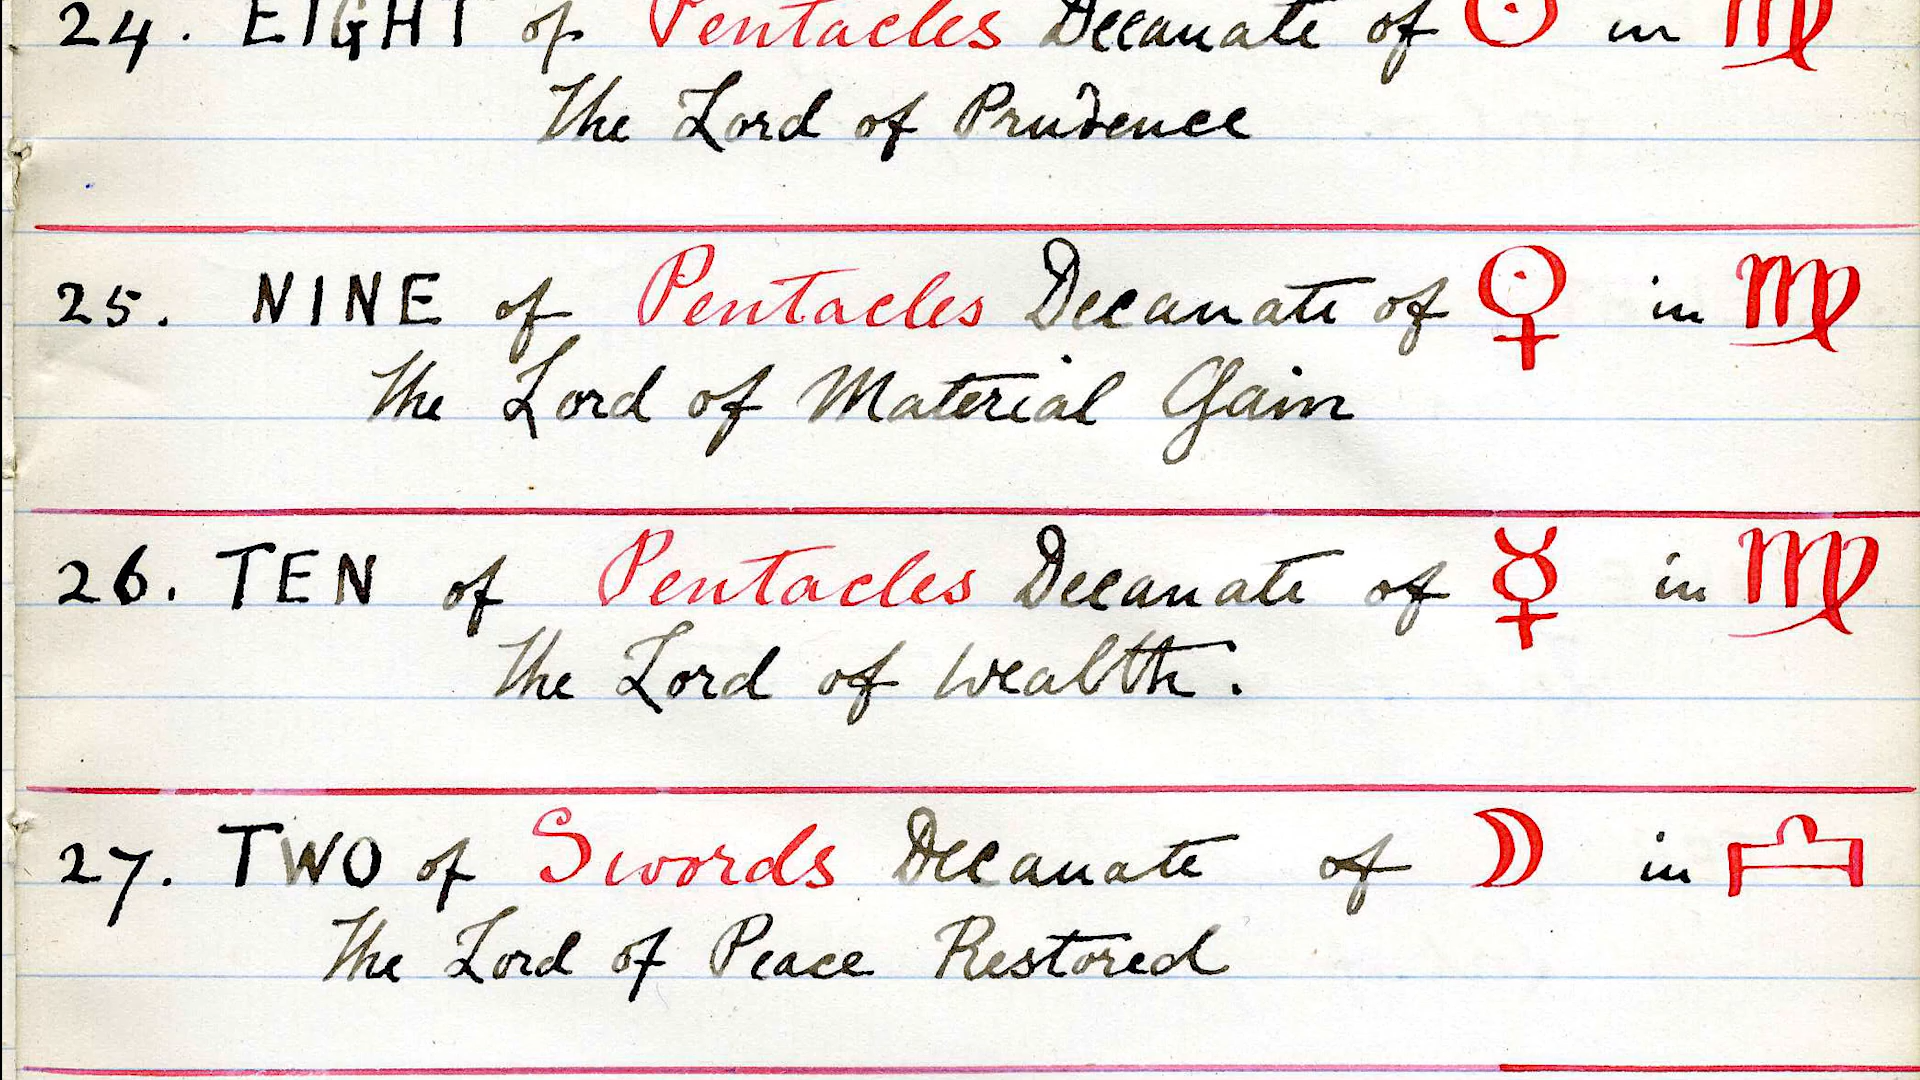 24. EIGHT of Pentacles Decanate of ☉ in ♍
The Lord of Prudence
25. NINE of Pentacles Decanate of ♀ in ♍
The Lord of Material Gain
26. TEN of Pentacles Decanate of ☿ in ♍
The Lord of Wealth.
27. TWO of Swords Decanate of ☽ in ♎
The Lord of Peace Restored